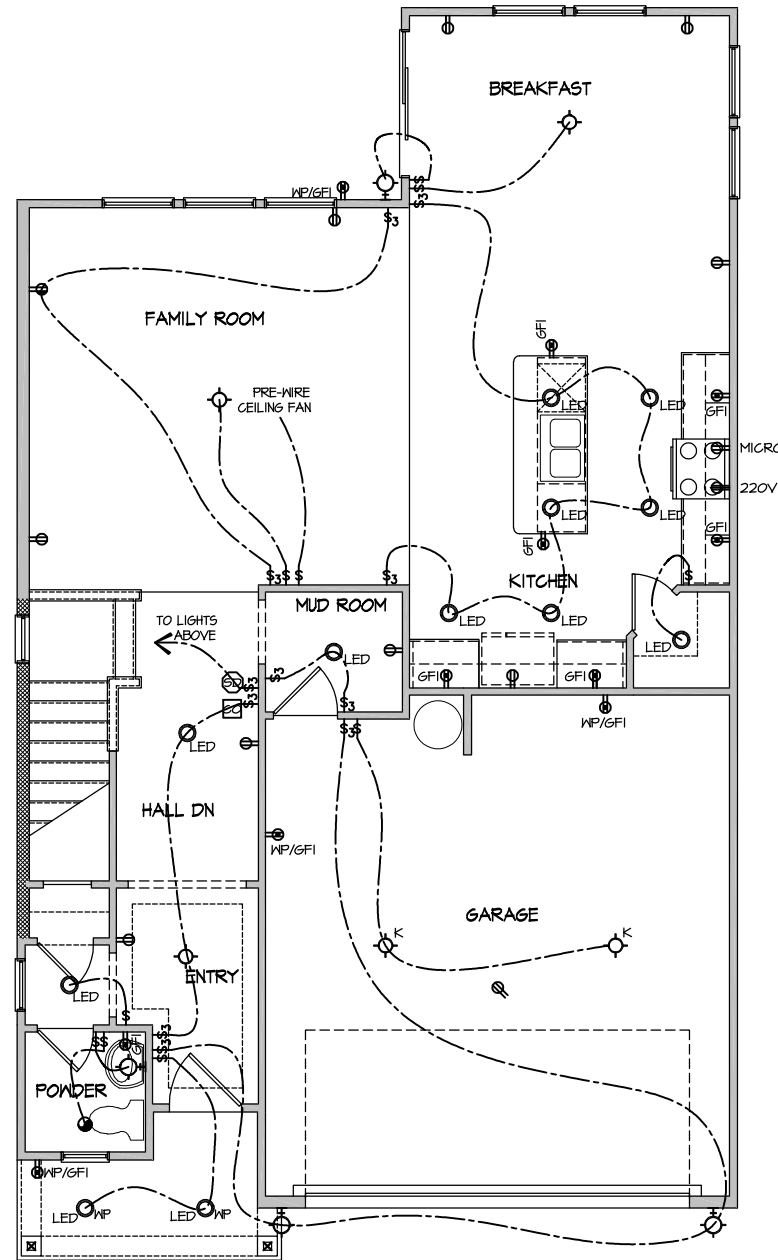 BREAKFAST
WP/GFI
$$
$
$3
$3
FAMILY ROOM
GFI
PRE-WIRE
CEILING FAN
LED
LED
GFI
MICRO
220V
LED
LED
GFI
GFI
$3 $ $
$3
$
KITCHEN
MUD ROOM
LED
LED
TO LIGHTS
ABOVE
LED
LED
SD
$3
$3
GFI
GFI
CO
$3
$3
WP/GFI
LED
$3$
HALL DN
WP/GFI
GARAGE
K
K
ENTRY
LED
$
$$
GFI
$3
$$3
POWDER
WP/GFI
LED
WP
LED
WP